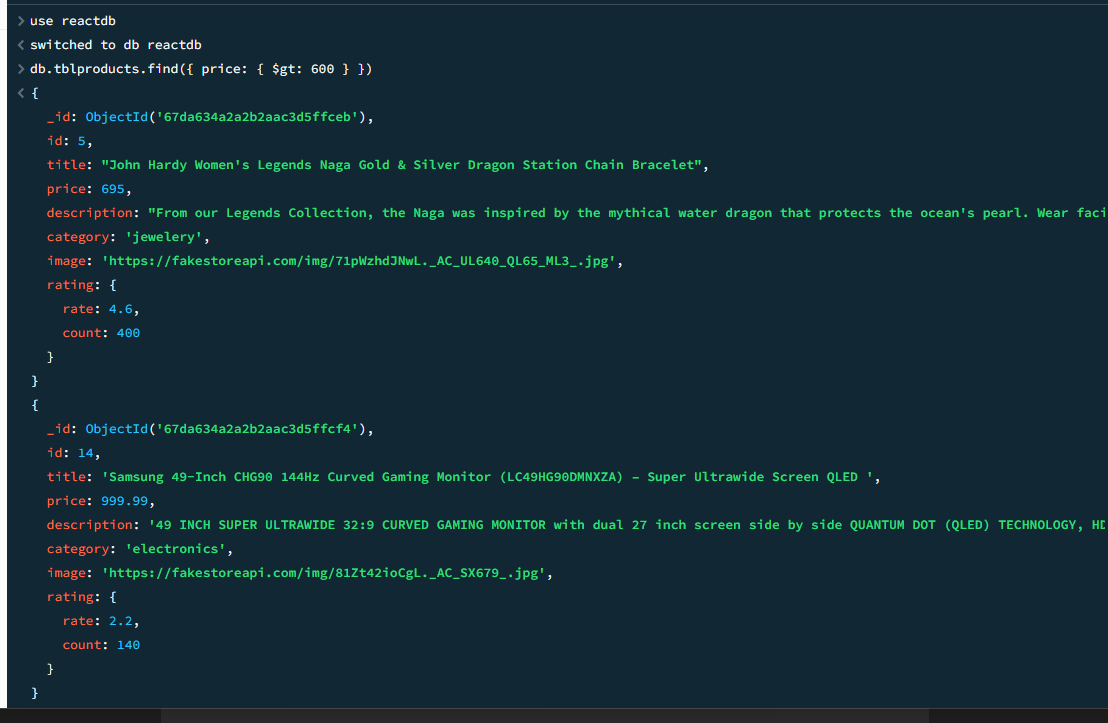 > use reactdb
< switched to db reactdb
> db.tblproducts.find({ price: { $gt: 600 } })
< {
_id: ObjectId('67da634a2a2b2aac3d5ffceb'),
id: 5,
title: "John Hardy Women's Legends Naga Gold & Silver Dragon Station Chain Bracelet",
price: 695,
description: "From our Legends Collection, the Naga was inspired by the mythical water dragon that protects the ocean's pearl. Wear faci
category: 'jewelery',
image: 'https://fakestoreapi.com/img/71pWzhdJNwL._AC_UL640_QL65_ML3_.jpg',
rating: {
rate: 4.6,
count: 400
}
}
{
_id: ObjectId('67da634a2a2b2aac3d5ffcf4'),
id: 14,
title: 'Samsung 49-Inch CHG90 144Hz Curved Gaming Monitor (LC49HG90DMNXZA) – Super Ultrawide Screen QLED ',
price: 999.99,
description: '49 INCH SUPER ULTRAWIDE 32:9 CURVED GAMING MONITOR with dual 27 inch screen side by side QUANTUM DOT (QLED) TECHNOLOGY, HD
category: 'electronics',
image: 'https://fakestoreapi.com/img/81Zt42ioCgL._AC_SX679_.jpg',
rating: {
rate: 2.2,
count: 140
}
}